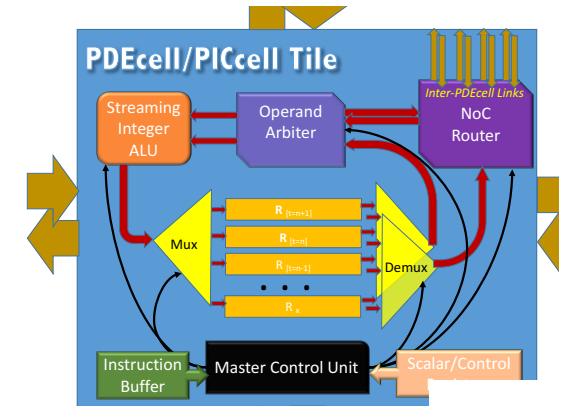 PDEcell/PICcell Tile
Inter-PDEcell Links
Streaming
Integer
ALU
Operand
Arbiter
NoC
Router
R [t=n+1]
R [t=n]
R [t=n-1]
• • •
R x
Mux
Demux
Instruction
Buffer
Master Control Unit
Scalar/Control